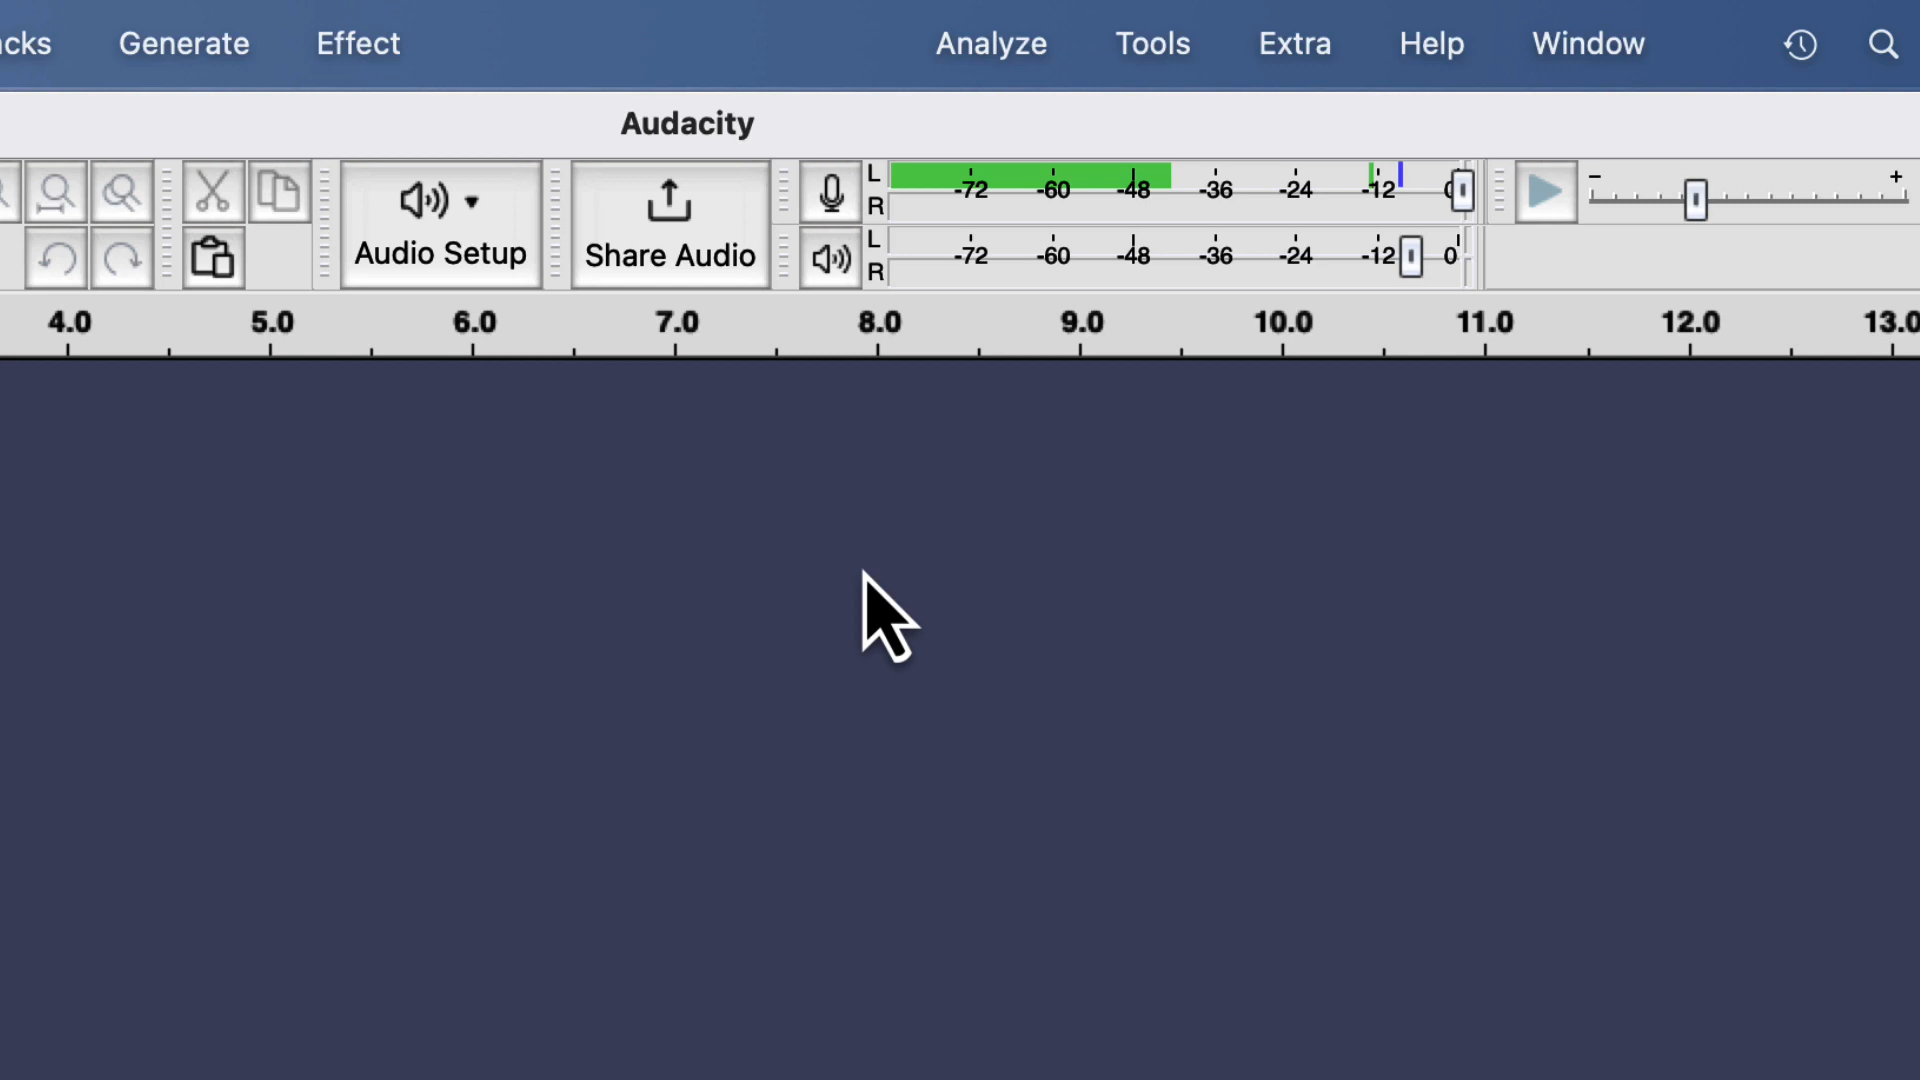 cks Generate Effect Analyze Tools Extra Help Window
Audacity
L -72 -60 -48 -36 -24 -12 0
R
- +
Audio Setup
Share Audio
L -72 -60 -48 -36 -24 -12 0
R
4.0 5.0 6.0 7.0 8.0 9.0 10.0 11.0 12.0 13.0